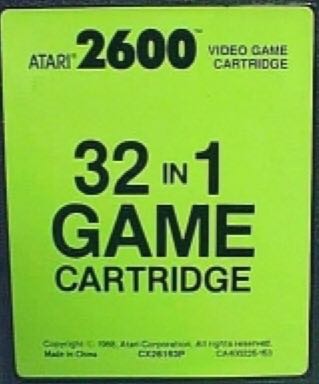 ATARI® 2600™ VIDEO GAME
CARTRIDGE
32 IN 1
GAME
CARTRIDGE
Copyright © 1988, Atari Corporation. All rights reserved.
Made in China CX26163P